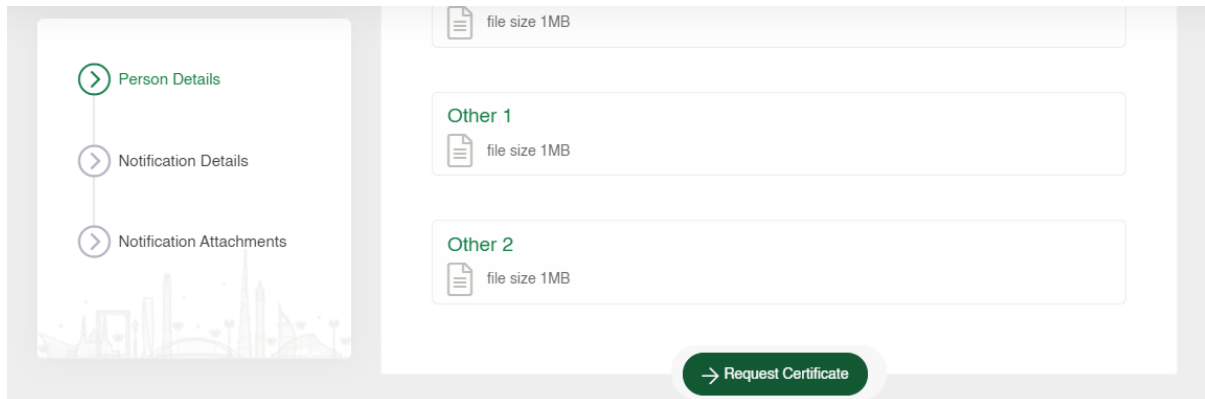 Person Details
Notification Details
Notification Attachments
file size 1MB
Other 1
file size 1MB
Other 2
file size 1MB
Request Certificate